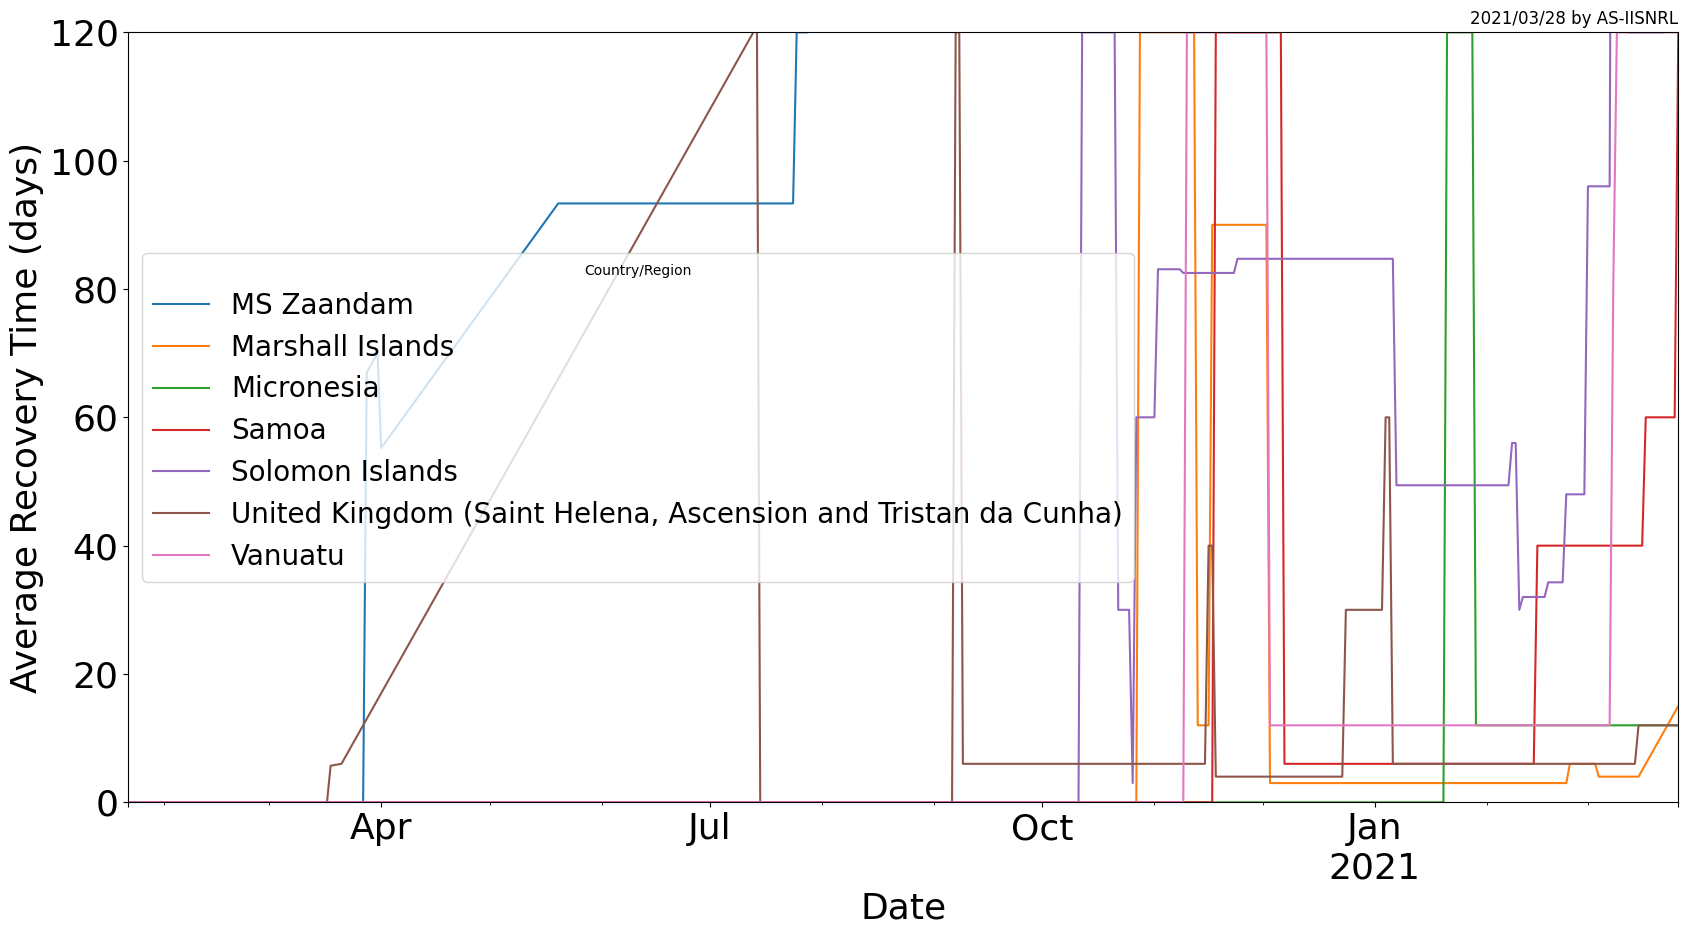 2021/03/28 by AS-IISNRL
120
100
80
60
40
20
0
Average Recovery Time (days)
Country/Region
MS Zaandam
Marshall Islands
Micronesia
Samoa
Solomon Islands
United Kingdom (Saint Helena, Ascension and Tristan da Cunha)
Vanuatu
Apr
Jul
Oct
Jan
2021
Date